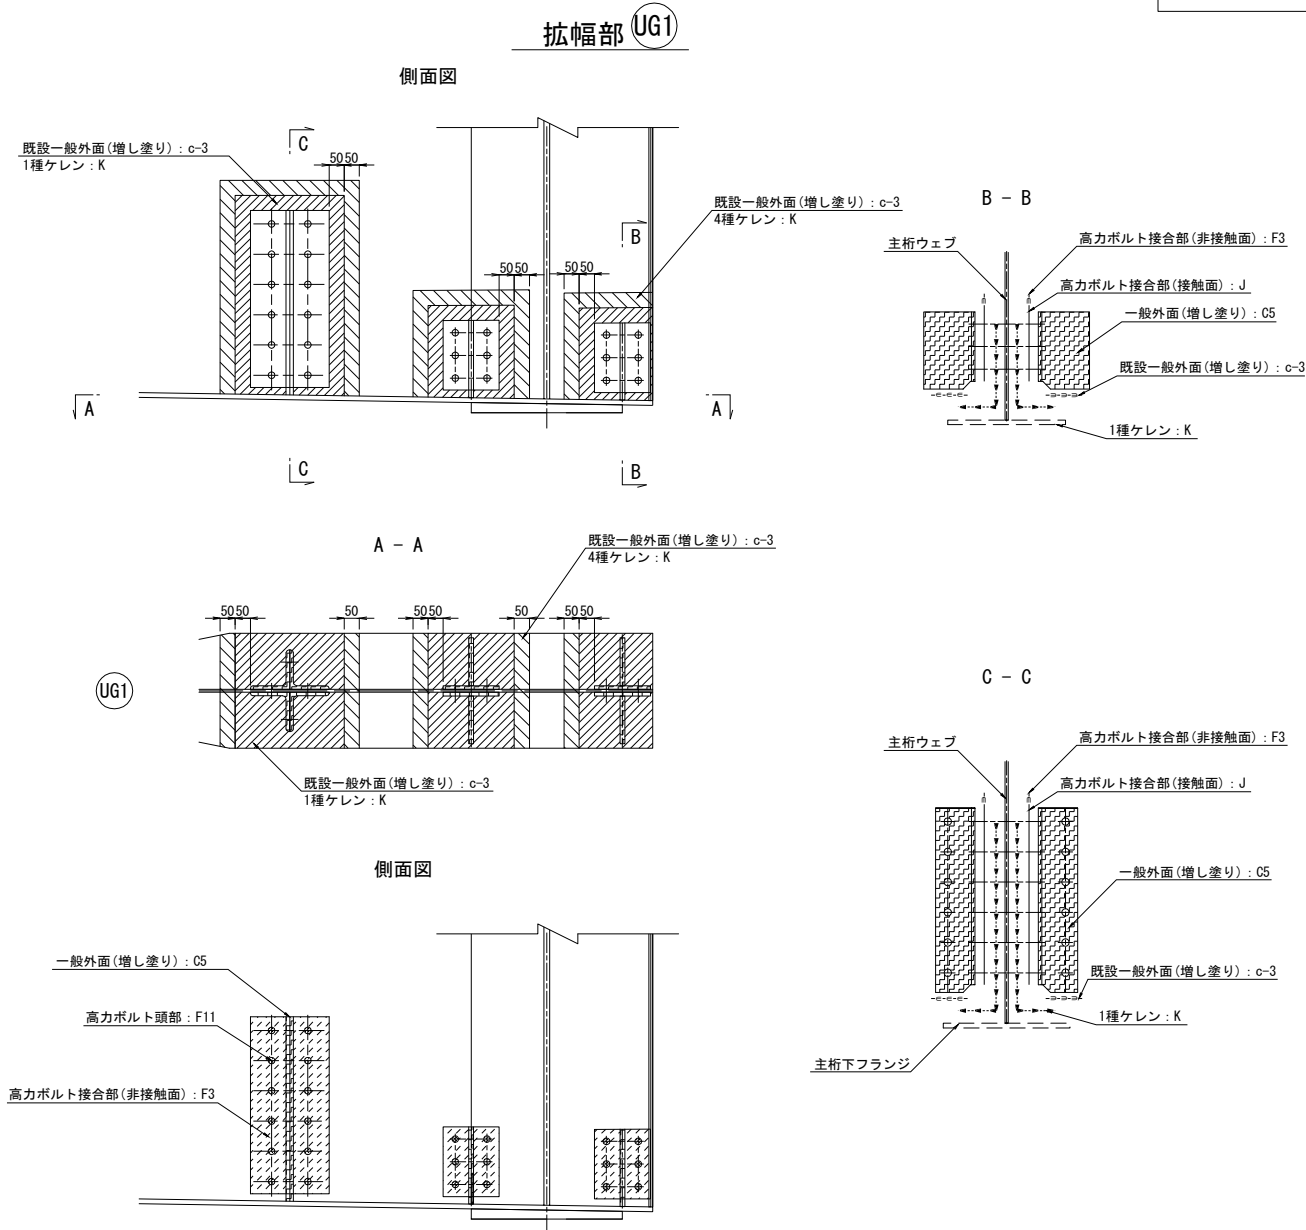 拡幅部 UG1
側面図
既設一般外面(増し塗り)：c-3
1種ケレン：K
C
50 50
既設一般外面(増し塗り)：c-3
4種ケレン：K
B
50 50
50 50
A
A
C
B
B - B
主桁ウェブ
高力ボルト接合部(非接触面)：F3
高力ボルト接合部(接触面)：J
一般外面(増し塗り)：C5
既設一般外面(増し塗り)：c-3
1種ケレン：K
A - A
既設一般外面(増し塗り)：c-3
4種ケレン：K
50 50
50
50 50
50
50 50
UG1
既設一般外面(増し塗り)：c-3
1種ケレン：K
C - C
主桁ウェブ
高力ボルト接合部(非接触面)：F3
高力ボルト接合部(接触面)：J
一般外面(増し塗り)：C5
既設一般外面(増し塗り)：c-3
1種ケレン：K
主桁下フランジ
側面図
一般外面(増し塗り)：C5
高力ボルト頭部：F11
高力ボルト接合部(非接触面)：F3